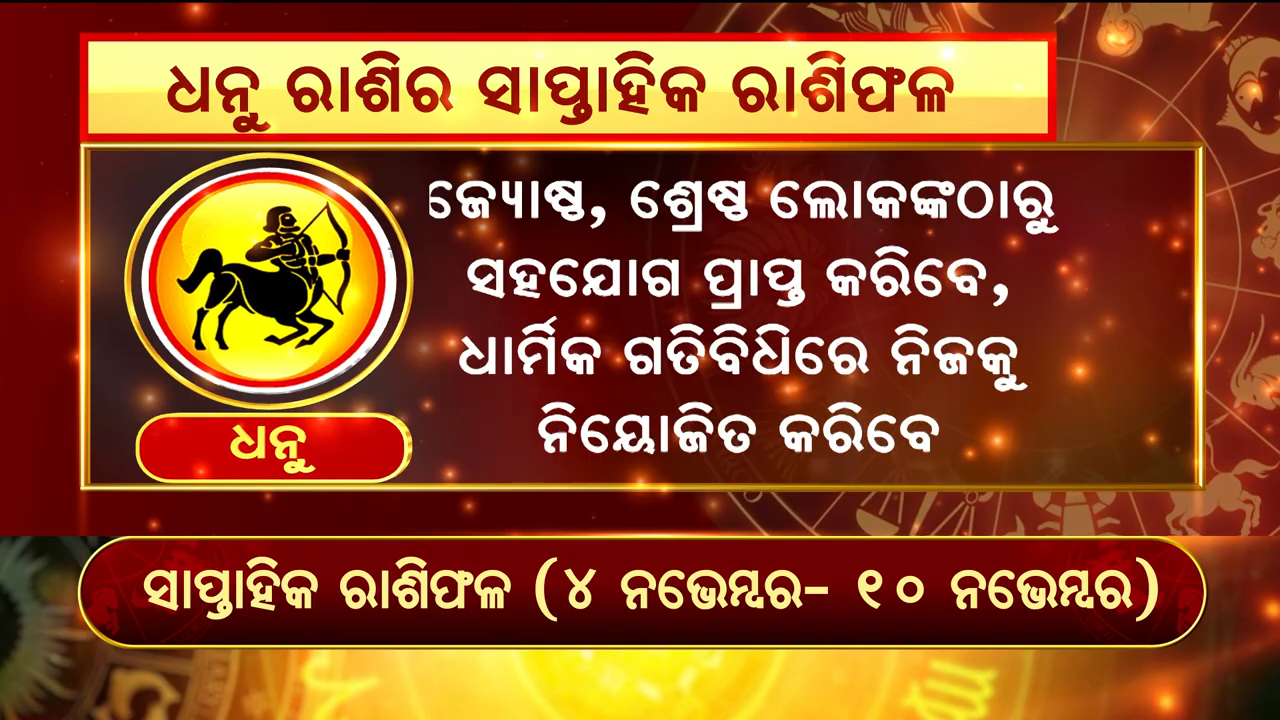 ଧନୁ ରାଶିର ସାପ୍ତାହିକ ରାଶିଫଳ
ଜ୍ୟୋଷ୍ଠ, ଶ୍ରେଷ୍ଠ ଲୋକଙ୍କଠାରୁ
ସହଯୋଗ ପ୍ରାପ୍ତ କରିବେ,
ଧାର୍ମିକ ଗତିବିଧିରେ ନିଜକୁ
ନିୟୋଜିତ କରିବେ
ଧନୁ
ସାପ୍ତାହିକ ରାଶିଫଳ (୪ ନଭେମ୍ବର- ୧୦ ନଭେମ୍ବର)